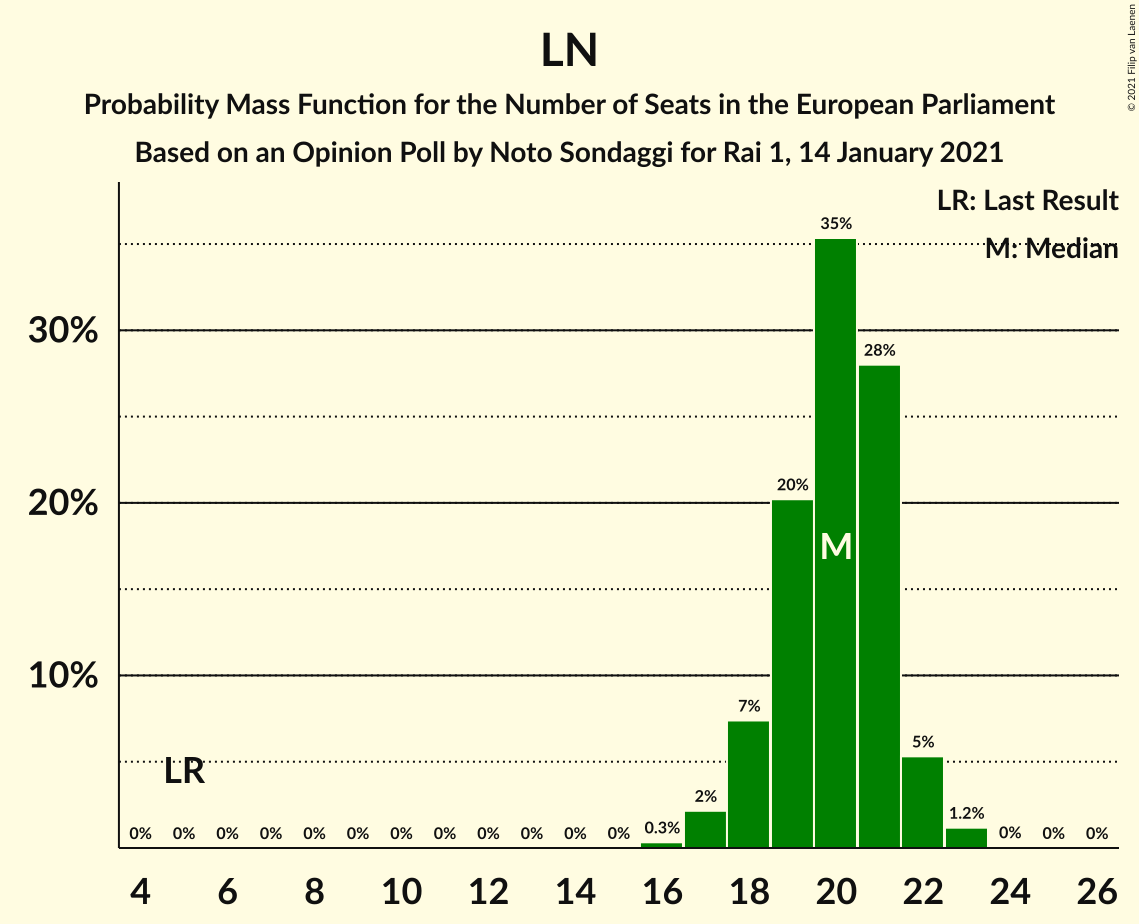 LN
Probability Mass Function for the Number of Seats in the European Parliament
Based on an Opinion Poll by Noto Sondaggi for Rai 1, 14 January 2021
© 2021 Filip van Laenen
LR: Last Result
M: Median
35%
30%
28%
20%
20%
M
10%
7%
5%
LR
2%
1.2%
0% 0% 0% 0% 0% 0% 0% 0% 0% 0% 0% 0% 0.3% 0% 0% 0%
4 6 8 10 12 14 16 18 20 22 24 26